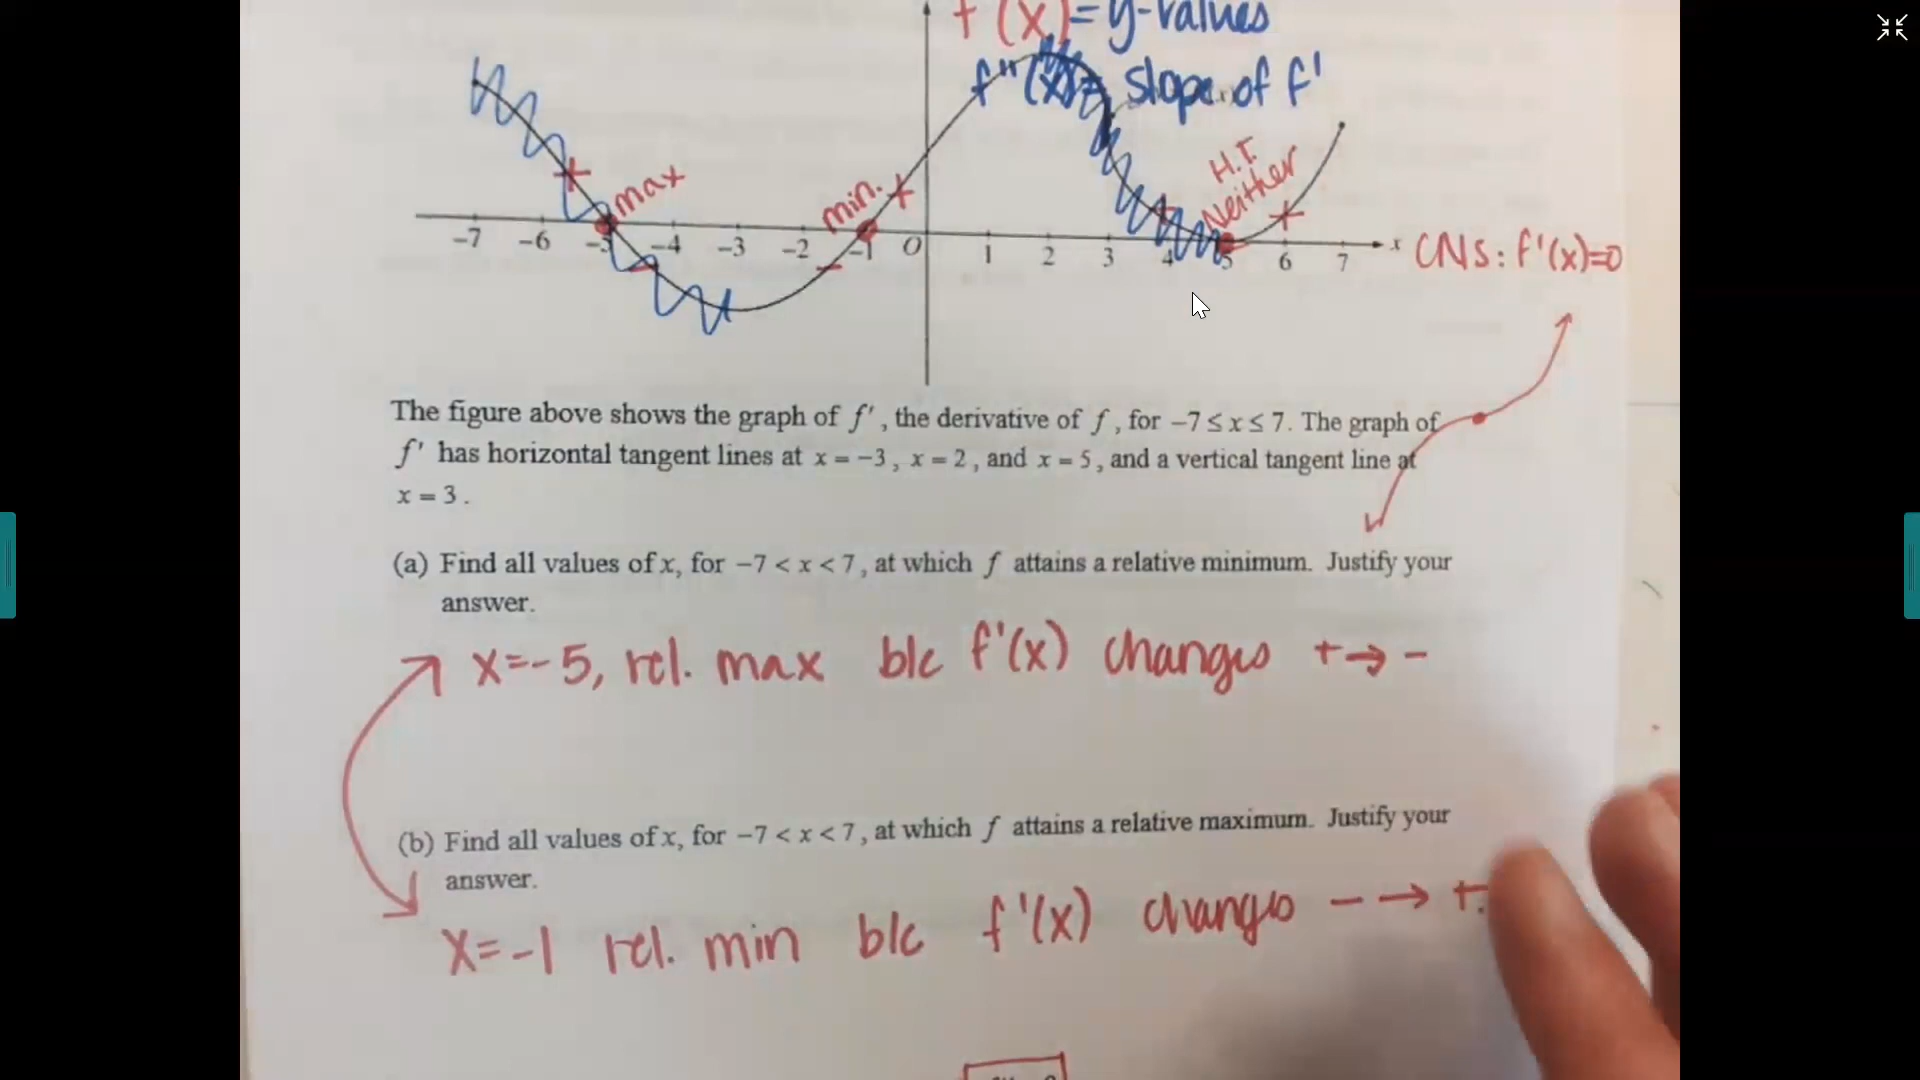 f'(x) = y-values
f"(x) = slope of f'
max
min.
H.T.
Neither
-7 -6 -5 -4 -3 -2 -1 O 1 2 3 4 5 6 7 x
CNs: f'(x)=0
The figure above shows the graph of f′, the derivative of f, for −7 ≤ x ≤ 7. The graph of
f′ has horizontal tangent lines at x = −3, x = 2, and x = 5, and a vertical tangent line at
x = 3.
(a) Find all values of x, for −7 < x < 7, at which f attains a relative minimum. Justify your
answer.
x=-5, rel. max b/c f'(x) changes + → -
(b) Find all values of x, for −7 < x < 7, at which f attains a relative maximum. Justify your
answer.
x=-1 rel. min b/c f'(x) changes - → +.